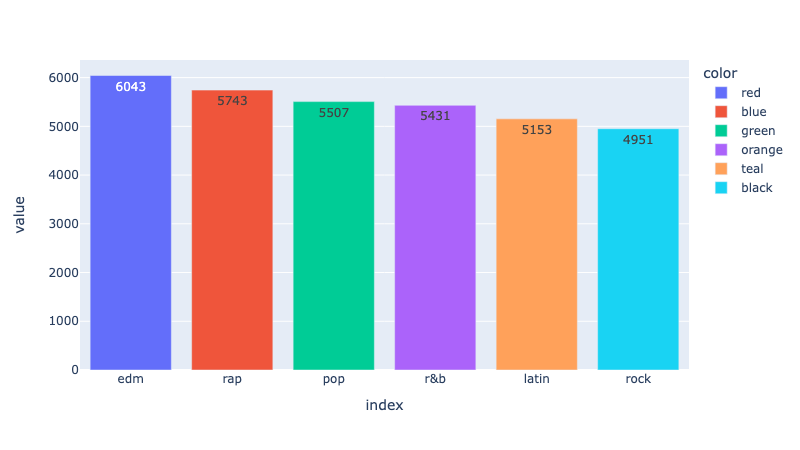 color
red
blue
green
orange
teal
black
value
6000
5000
4000
3000
2000
1000
0
6043
5743
5507
5431
5153
4951
edm rap pop r&b latin rock
index